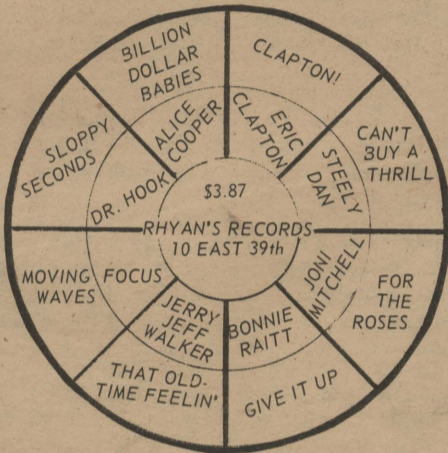 BILLION
DOLLAR
BABIES
ALICE
COOPER
CLAPTON!
ERIC
CLAPTON
CAN'T
BUY A
THRILL
STEELY
DAN
FOR
THE
ROSES
JONI
MITCHELL
GIVE IT UP
BONNIE
RAITT
THAT OLD-
TIME FEELIN'
JERRY
JEFF
WALKER
MOVING
WAVES
FOCUS
SLOPPY
SECONDS
DR. HOOK
$3.87
RHYAN'S RECORDS
10 EAST 39th